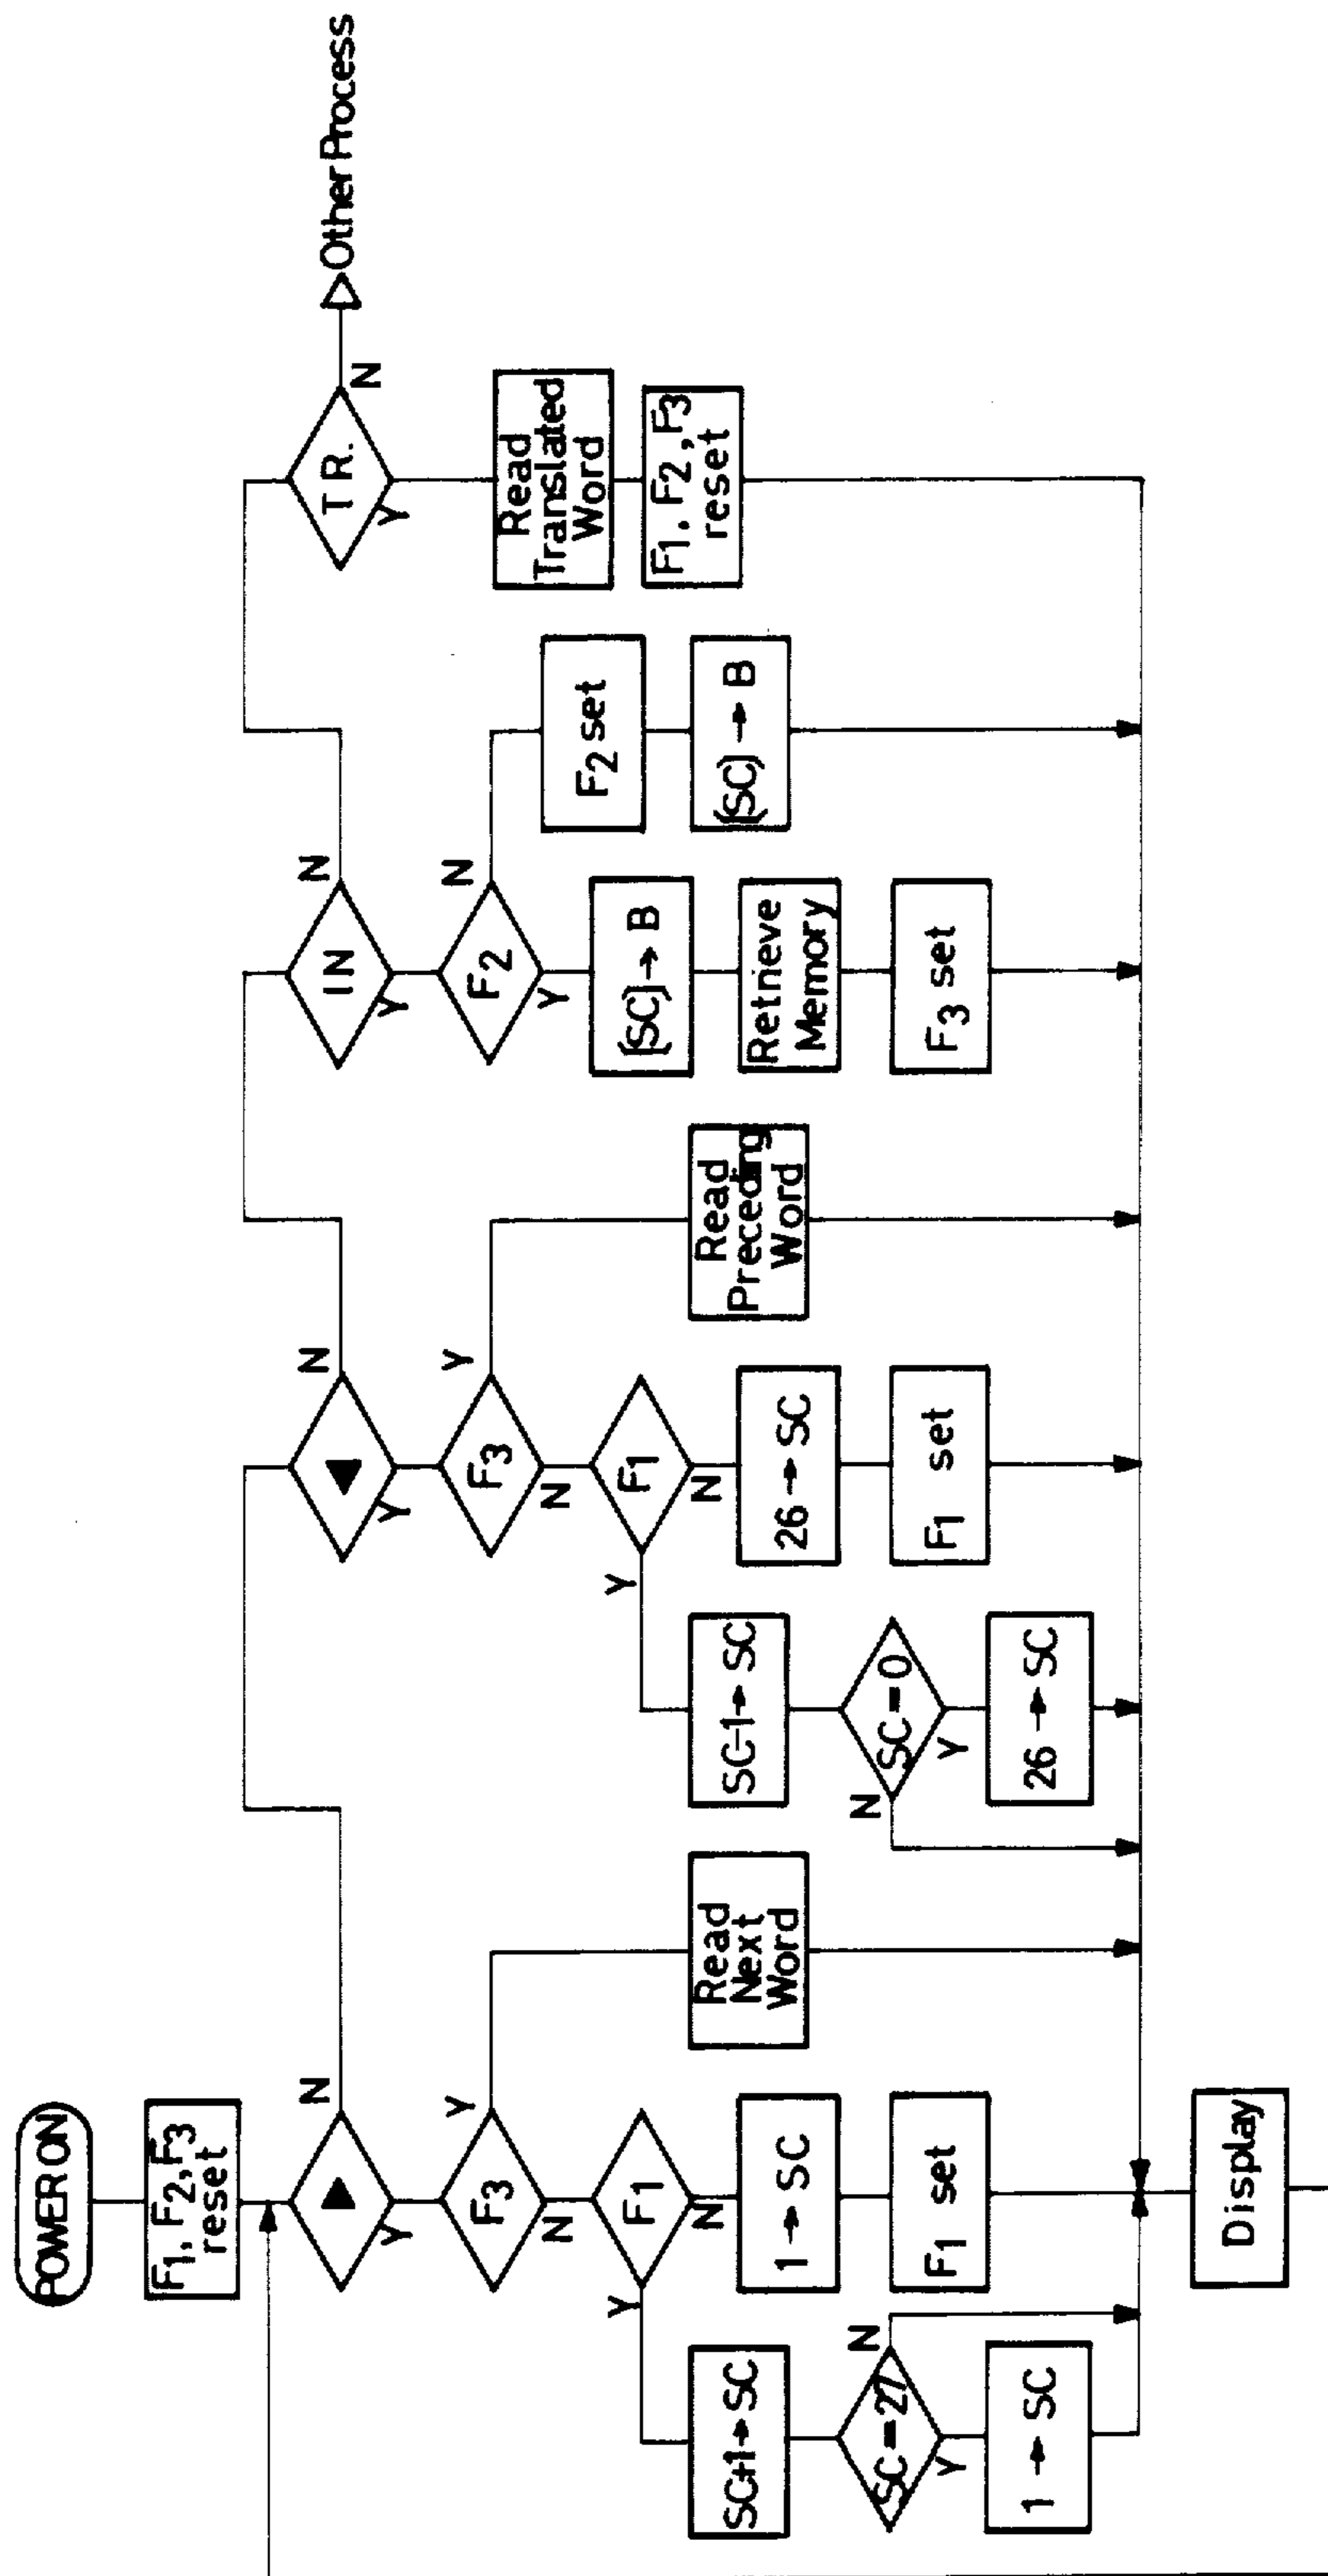 POWER ON
F1, F2, F3
reset
N
Y
F3
Y
N
F1
Y
N
SC+1→SC
SC=27
N
Y
1→SC
1→SC
F1 set
Read
Next
Word
N
Y
F3
Y
N
F1
Y
N
SC-1→SC
SC=0
N
Y
26→SC
26→SC
F1 set
Read
Preceding
Word
IN
N
Y
F2
N
Y
(SC)→B
Retrieve
Memory
F3 set
F2 set
(SC)→B
TR.
N
Y
Other Process
Read
Translated
Word
F1, F2, F3
reset
Display